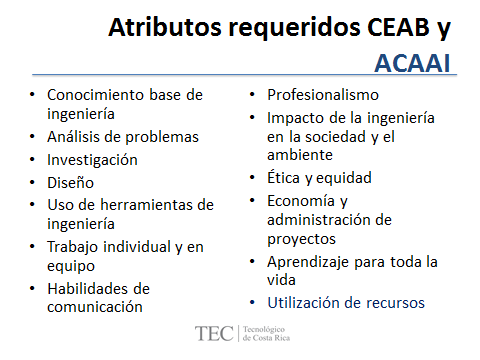 Atributos requeridos CEAB y
ACAAI
• Conocimiento base de
ingeniería
• Análisis de problemas
• Investigación
• Diseño
• Uso de herramientas de
ingeniería
• Trabajo individual y en
equipo
• Habilidades de
comunicación
• Profesionalismo
• Impacto de la ingeniería
en la sociedad y el
ambiente
• Ética y equidad
• Economía y
administración de
proyectos
• Aprendizaje para toda la
vida
• Utilización de recursos
TEC Tecnológico
de Costa Rica